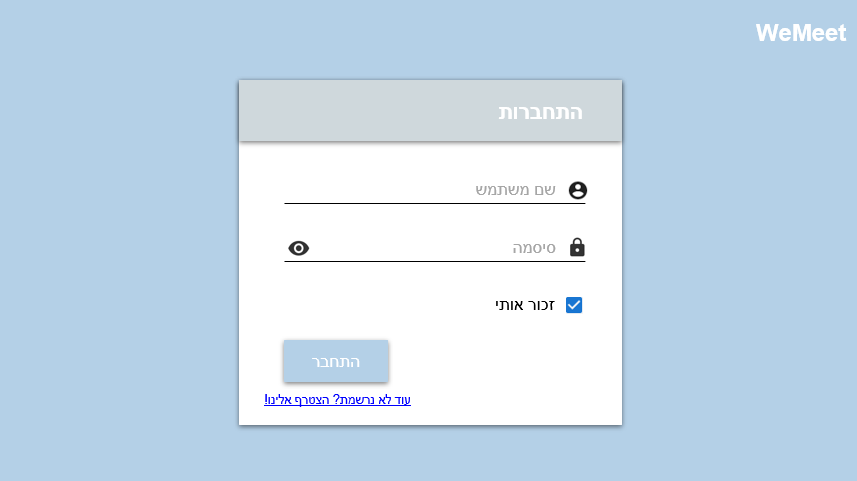 WeMeet
התחברות
שם משתמש
סיסמה
זכור אותי
התחבר
עוד לא נרשמת? הצטרף אלינו!